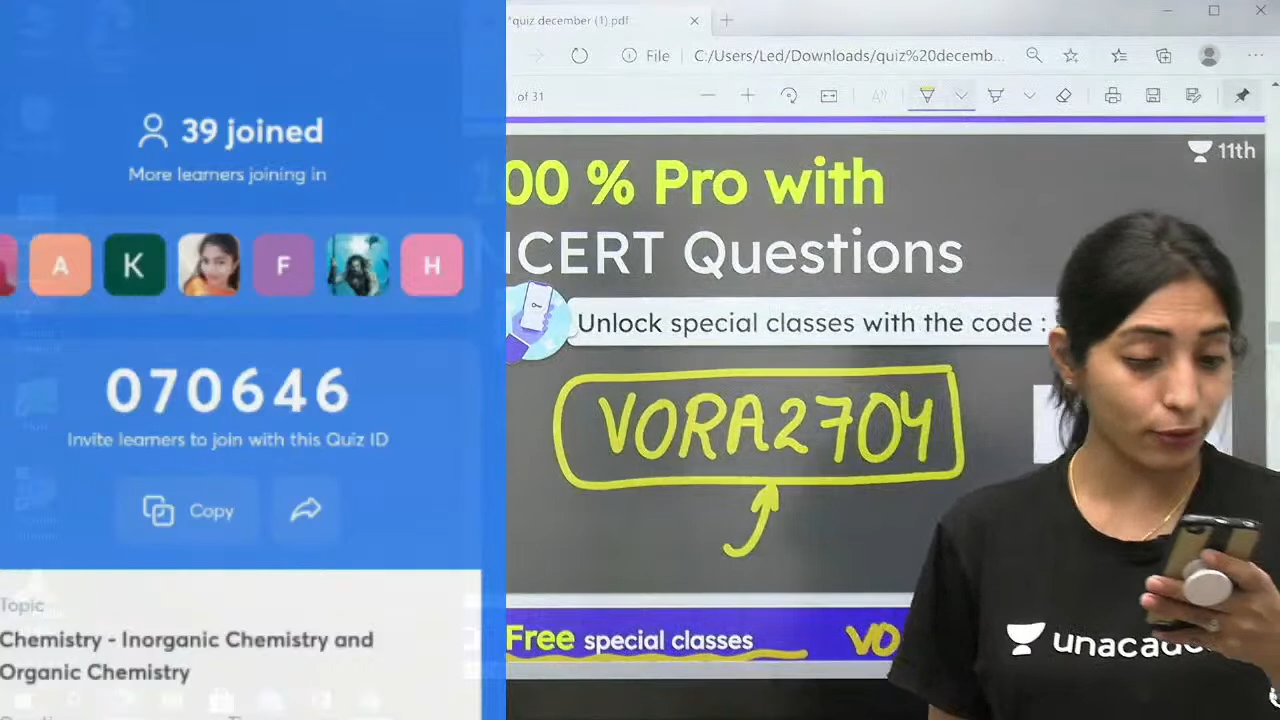 39 joined
More learners joining in
A K F H
070646
Invite learners to join with this Quiz ID
Copy
Topic
Chemistry - Inorganic Chemistry and
Organic Chemistry
*quiz december (1).pdf
File C:/Users/Led/Downloads/quiz%20decemb...
of 31
11th
00 % Pro with
NCERT Questions
Unlock special classes with the code :
VORA2704
Free special classes
VO
unacade